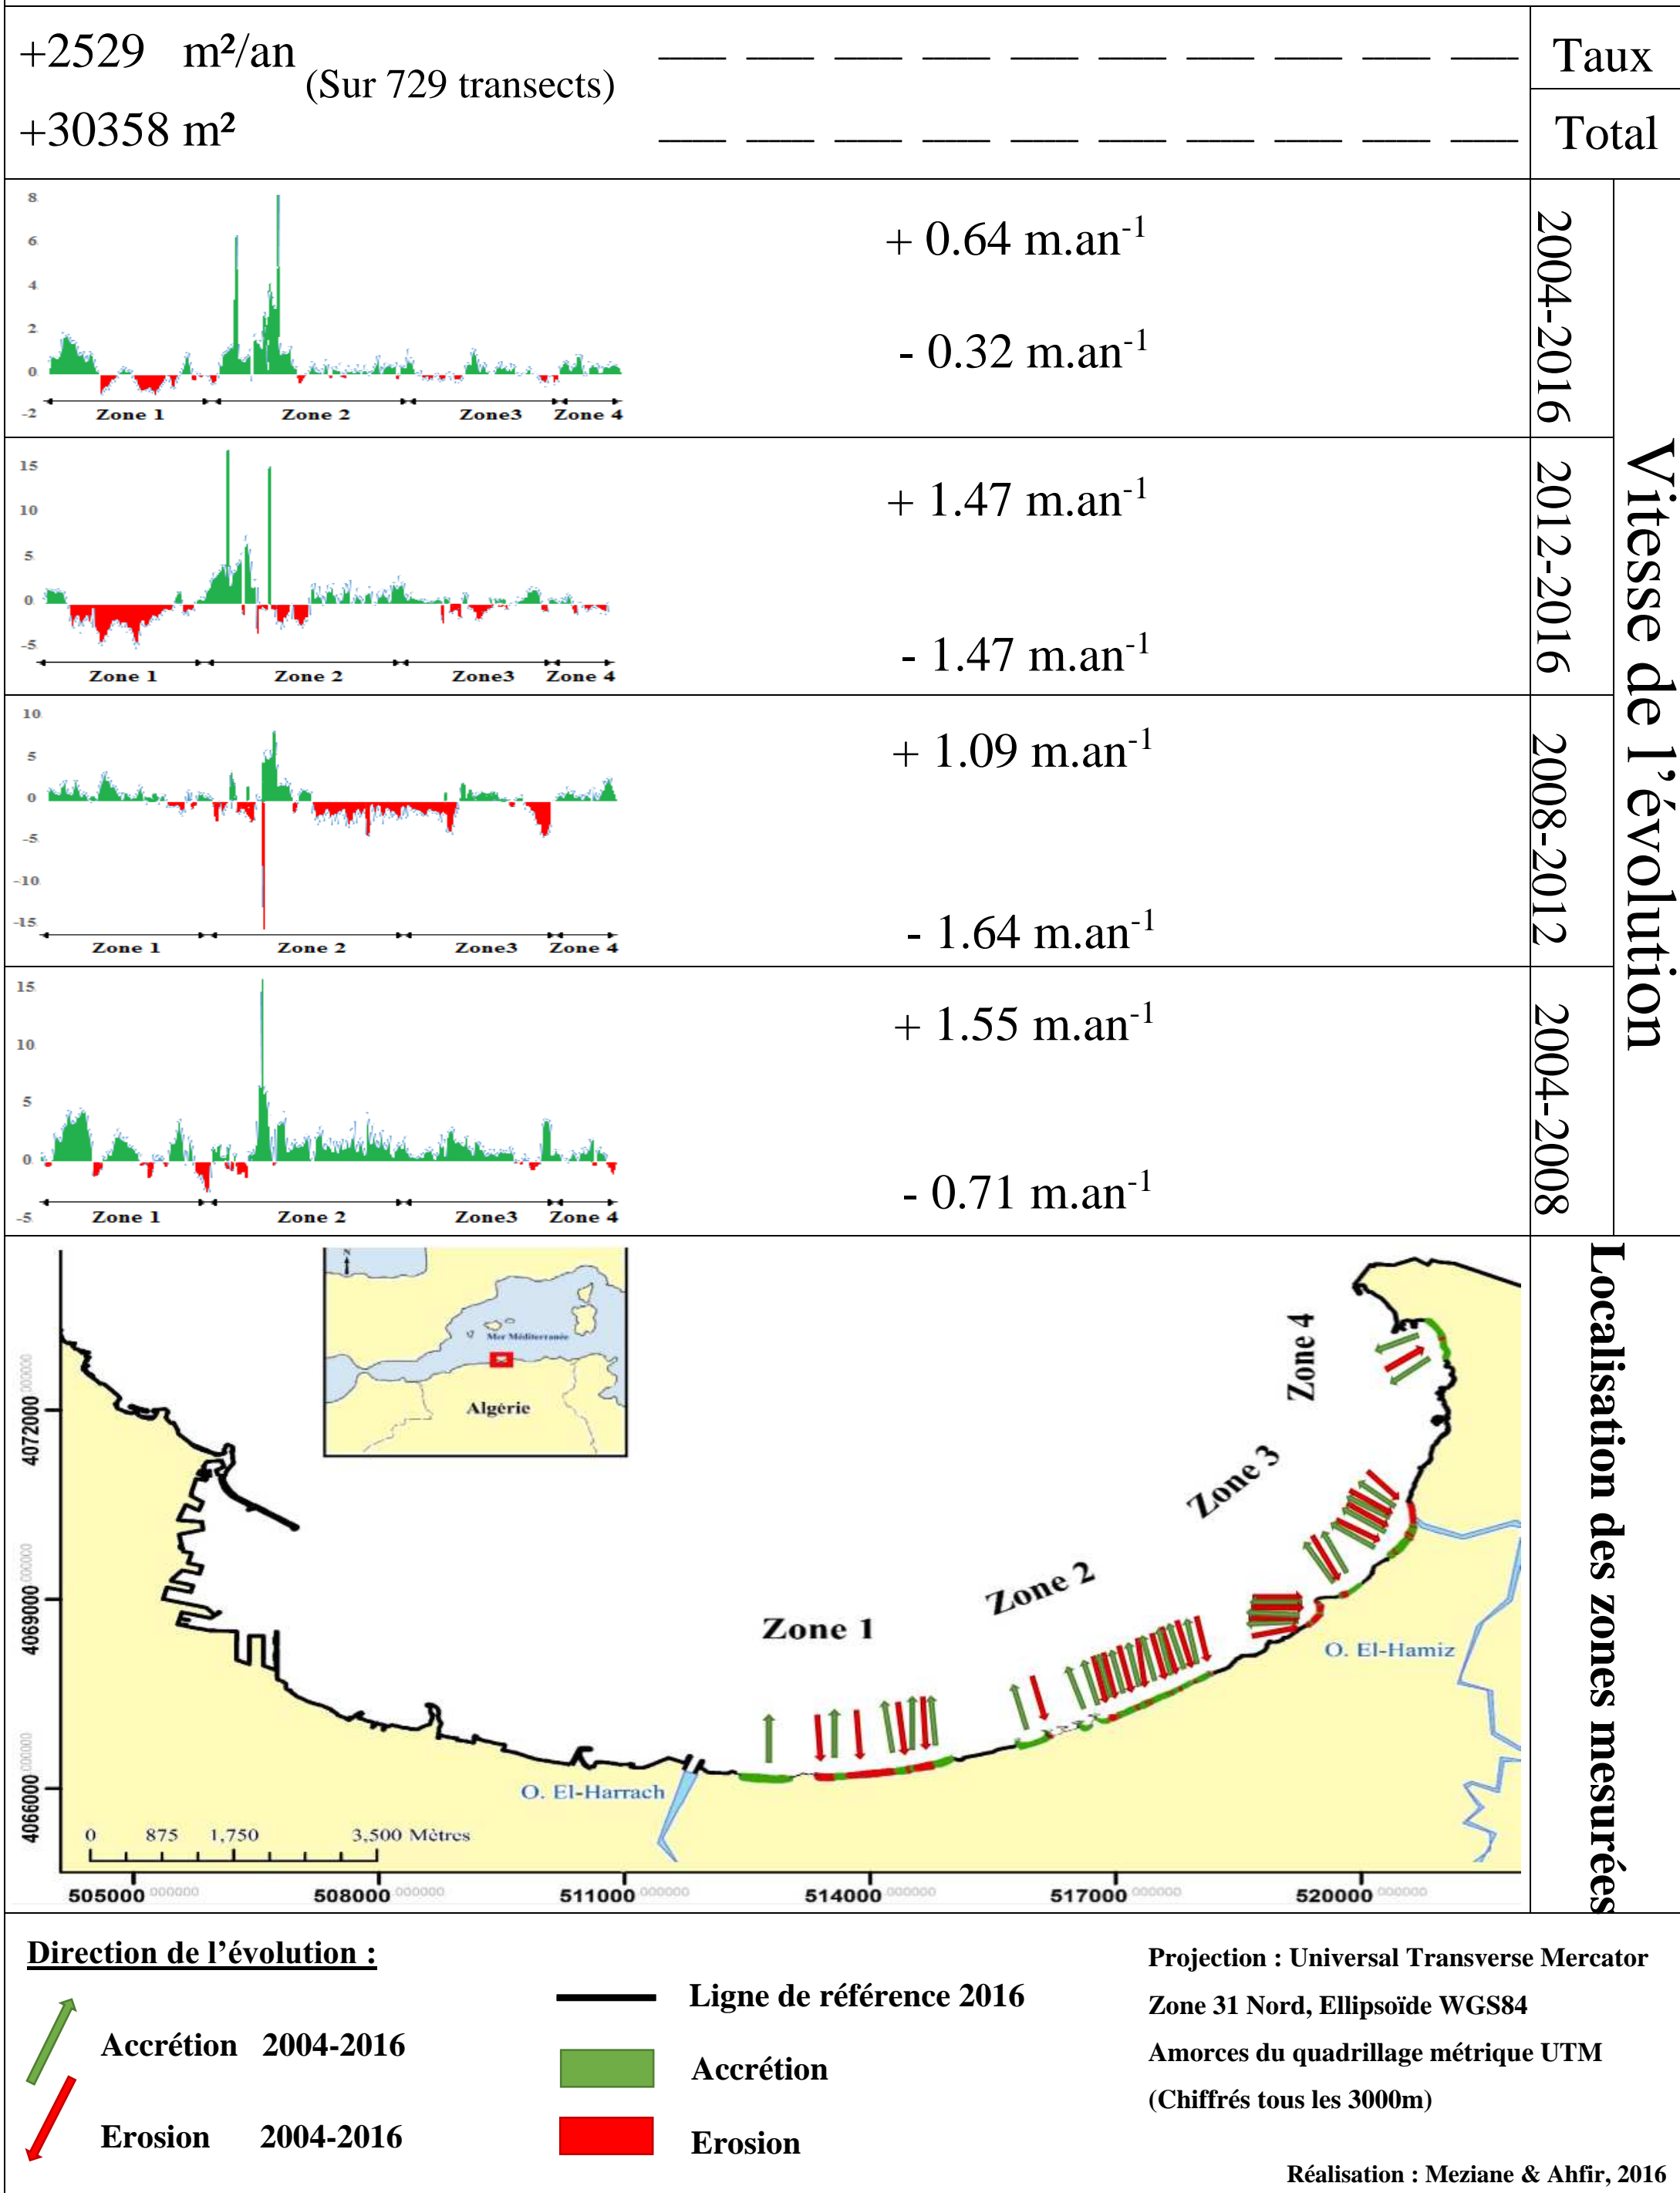 +2529 m²/an
(Sur 729 transects)
+30358 m²
Taux
Total
8
6
4
2
0
-2
Zone 1
Zone 2
Zone3
Zone 4
+ 0.64 m.an⁻¹
- 0.32 m.an⁻¹
2004-2016
15
10
5
0
-5
Zone 1
Zone 2
Zone3
Zone 4
+ 1.47 m.an⁻¹
- 1.47 m.an⁻¹
2012-2016
10
5
0
-5
-10
-15
Zone 1
Zone 2
Zone3
Zone 4
+ 1.09 m.an⁻¹
- 1.64 m.an⁻¹
2008-2012
15
10
5
0
-5
Zone 1
Zone 2
Zone3
Zone 4
+ 1.55 m.an⁻¹
- 0.71 m.an⁻¹
2004-2008
Vitesse de l’évolution
N
Mer Méditerranée
Algérie
Zone 4
Zone 3
Zone 2
Zone 1
O. El-Hamiz
O. El-Harrach
4072000.000000
4069000.000000
4066000.000000
0 875 1,750 3,500 Mètres
505000.000000 508000.000000 511000.000000 514000.000000 517000.000000 520000.000000
Localisation des zones mesurées
Direction de l’évolution :
Accrétion 2004-2016
Erosion 2004-2016
Ligne de référence 2016
Accrétion
Erosion
Projection : Universal Transverse Mercator
Zone 31 Nord, Ellipsoïde WGS84
Amorces du quadrillage métrique UTM
(Chiffrés tous les 3000m)
Réalisation : Meziane & Ahfir, 2016